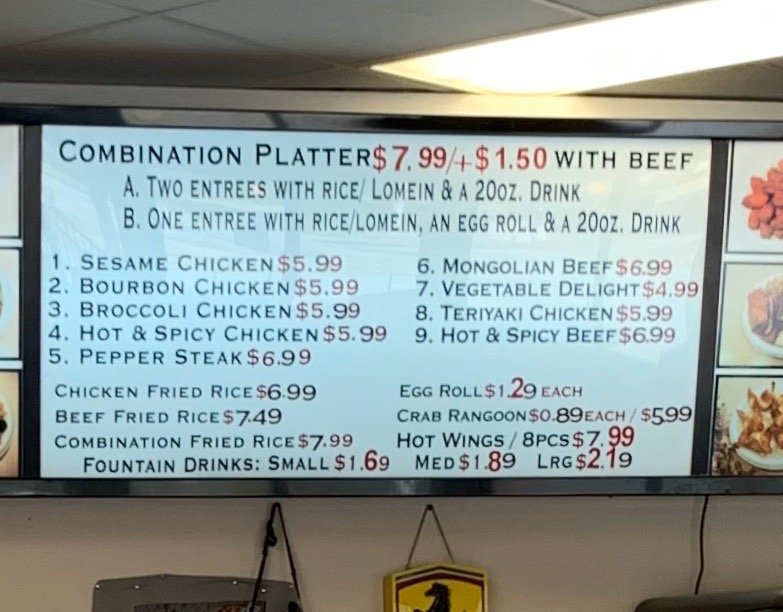 COMBINATION PLATTER $7.99/+$1.50 WITH BEEF
A. TWO ENTREES WITH RICE/ LOMEIN & A 20OZ. DRINK
B. ONE ENTREE WITH RICE/LOMEIN, AN EGG ROLL & A 20OZ. DRINK
1. SESAME CHICKEN $5.99
2. BOURBON CHICKEN $5.99
3. BROCCOLI CHICKEN $5.99
4. HOT & SPICY CHICKEN $5.99
5. PEPPER STEAK $6.99
6. MONGOLIAN BEEF $6.99
7. VEGETABLE DELIGHT $4.99
8. TERIYAKI CHICKEN $5.99
9. HOT & SPICY BEEF $6.99
CHICKEN FRIED RICE $6.99
BEEF FRIED RICE $7.49
COMBINATION FRIED RICE $7.99
EGG ROLL $1.29 EACH
CRAB RANGOON $0.89 EACH / $5.99
HOT WINGS / 8PCS $7.99
FOUNTAIN DRINKS: SMALL $1.69 MED $1.89 LRG $2.19